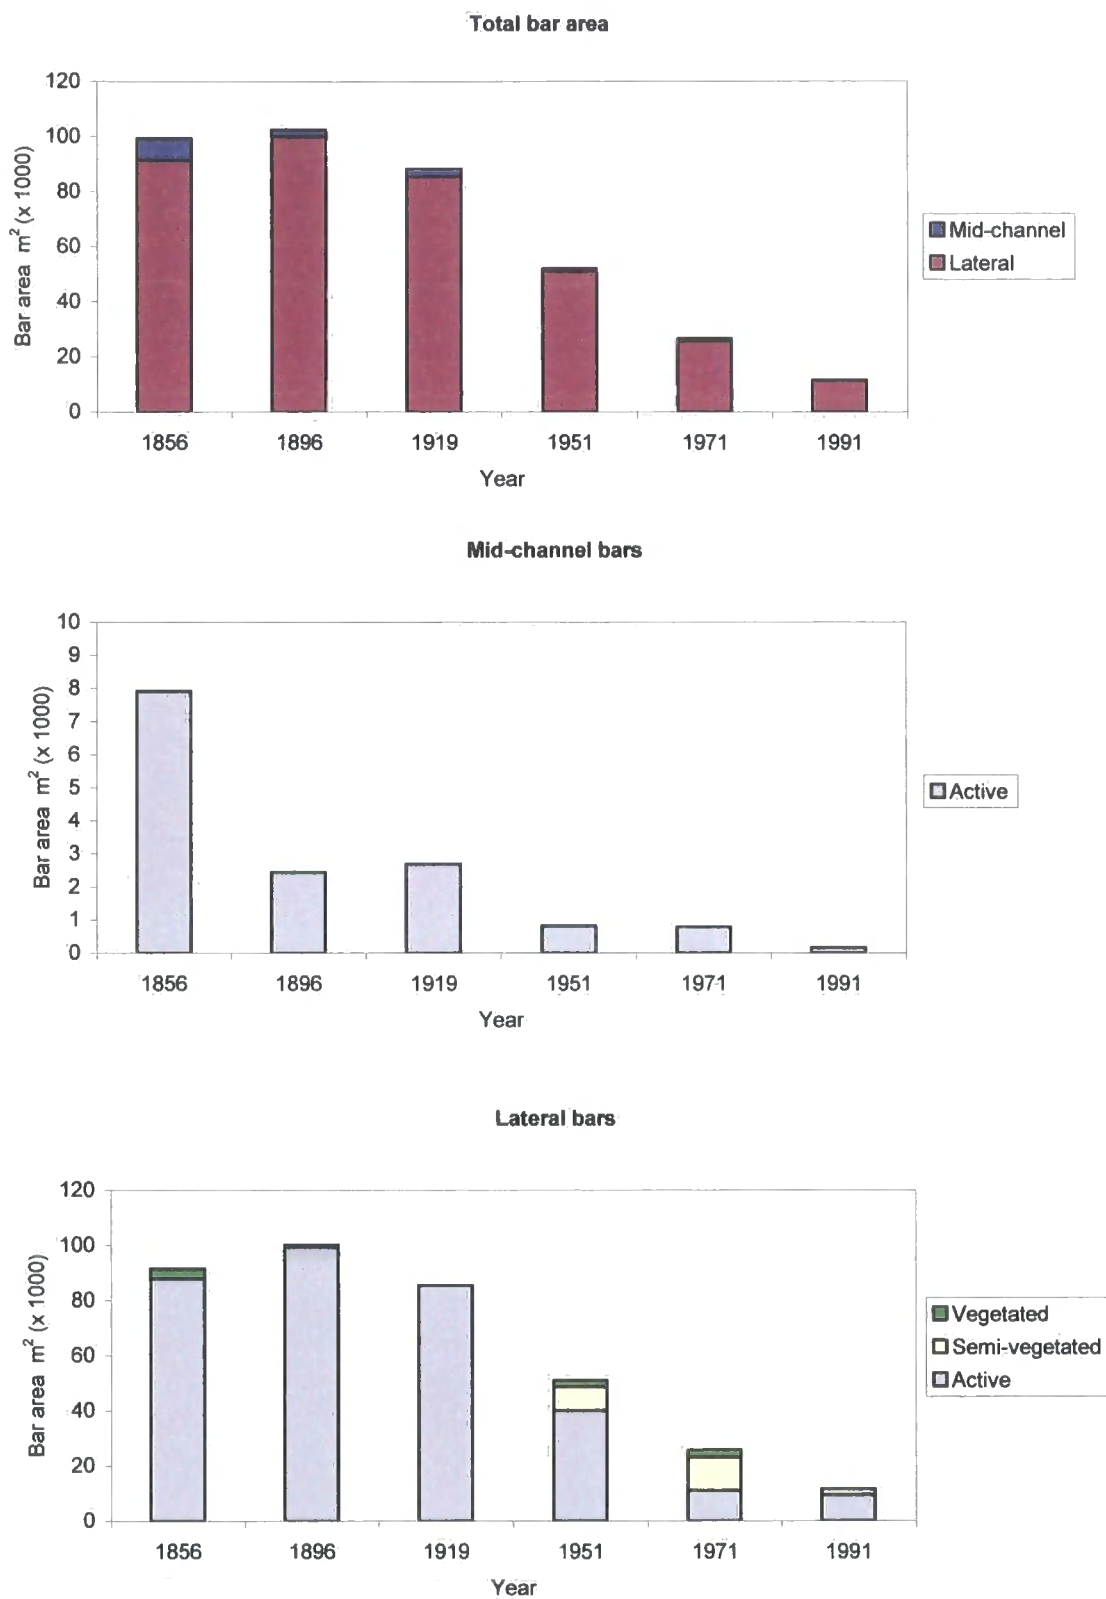 Total bar area
120
100
80
60
40
20
0
Bar area m² (x 1000)
1856 1896 1919 1951 1971 1991
Year
Mid-channel
Lateral
Mid-channel bars
10
9
8
7
6
5
4
3
2
1
0
Bar area m² (x 1000)
1856 1896 1919 1951 1971 1991
Year
Active
Lateral bars
120
100
80
60
40
20
0
Bar area m² (x 1000)
1856 1896 1919 1951 1971 1991
Year
Vegetated
Semi-vegetated
Active